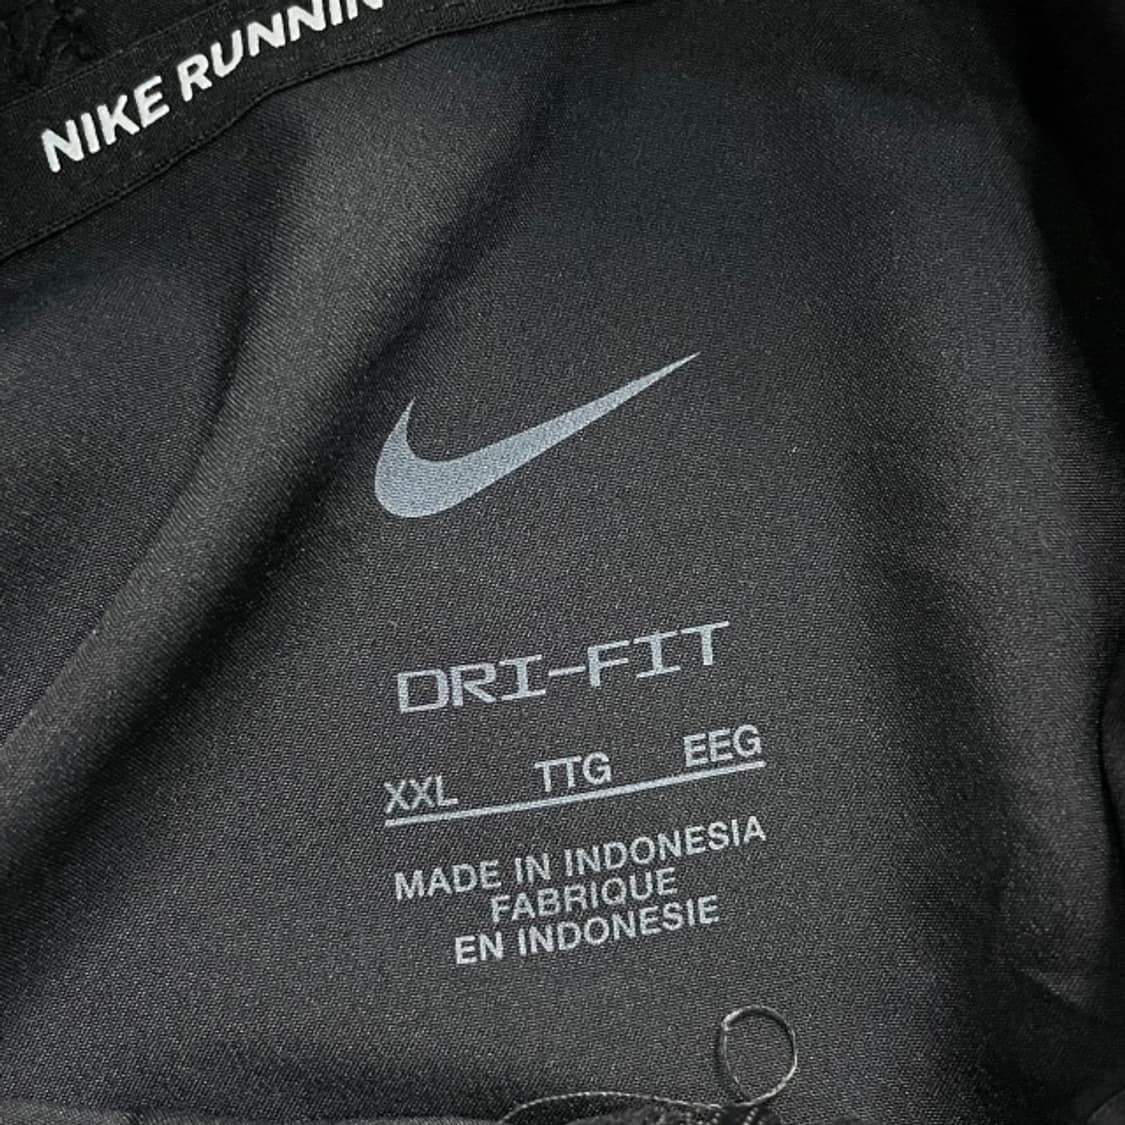 NIKE RUNNIN
DRI-FIT
XXL TTG EEG
MADE IN INDONESIA
FABRIQUE
EN INDONESIE